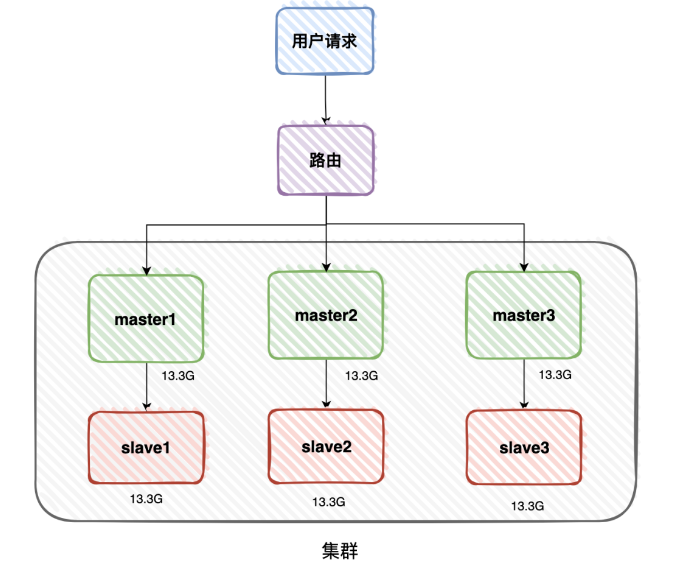 用户请求
路由
master1
master2
master3
13.3G
13.3G
13.3G
slave1
slave2
slave3
13.3G
13.3G
13.3G
集群